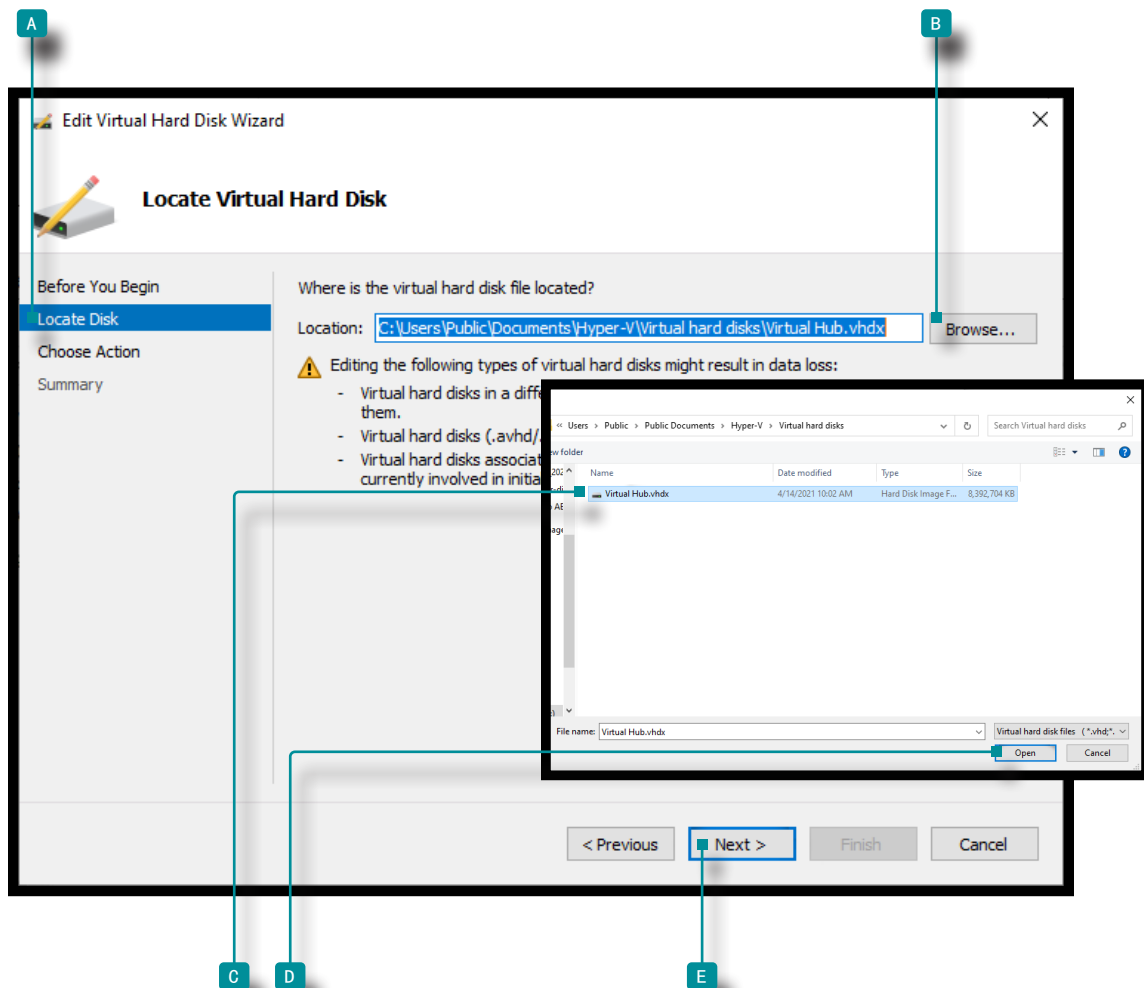 A
B
Edit Virtual Hard Disk Wizard
Locate Virtual Hard Disk
Before You Begin
Locate Disk
Choose Action
Summary
Where is the virtual hard disk file located?
Location: C:\Users\Public\Documents\Hyper-V\Virtual hard disks\Virtual Hub.vhdx Browse...
Editing the following types of virtual hard disks might result in data loss:
- Virtual hard disks in a diffe
them.
- Virtual hard disks (.avhd/
- Virtual hard disks associat
currently involved in initia
« Users > Public > Public Documents > Hyper-V > Virtual hard disks
Search Virtual hard disks
ew folder
Name Date modified Type Size
Virtual Hub.vhdx 4/14/2021 10:02 AM Hard Disk Image F... 8,392,704 KB
File name: Virtual Hub.vhdx Virtual hard disk files (*.vhd;*.
Open Cancel
< Previous Next > Finish Cancel
C D E